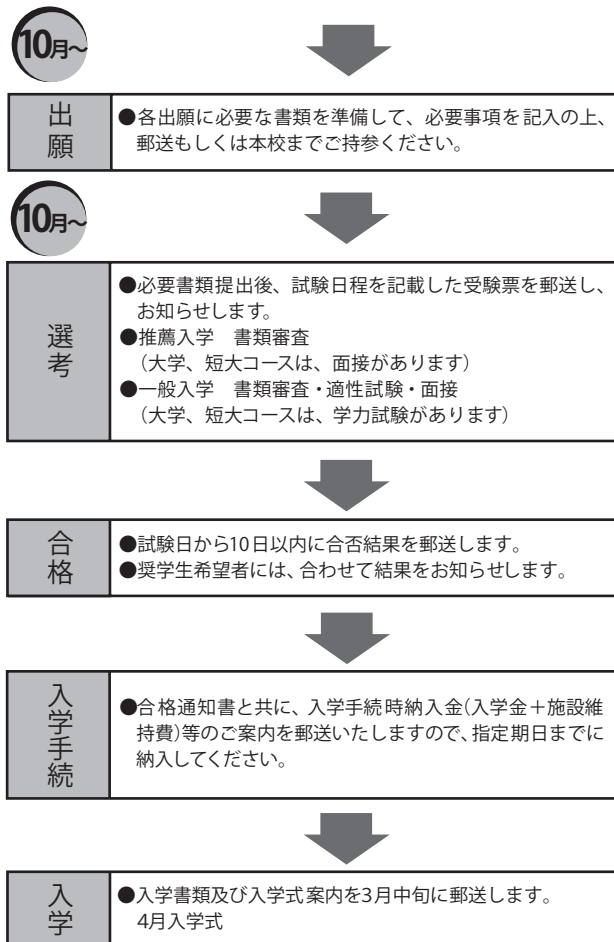 10月〜
出願
●各出願に必要な書類を準備して、必要事項を記入の上、
郵送もしくは本校までご持参ください。
10月〜
選考
●必要書類提出後、試験日程を記載した受験票を郵送し、
お知らせします。
●推薦入学　書類審査
（大学、短大コースは、面接があります）
●一般入学　書類審査・適性試験・面接
（大学、短大コースは、学力試験があります）
合格
●試験日から10日以内に合否結果を郵送します。
●奨学生希望者には、合わせて結果をお知らせします。
入学手続
●合格通知書と共に、入学手続時納入金(入学金＋施設維
持費)等のご案内を郵送いたしますので、指定期日までに
納入してください。
入学
●入学書類及び入学式案内を3月中旬に郵送します。
4月入学式